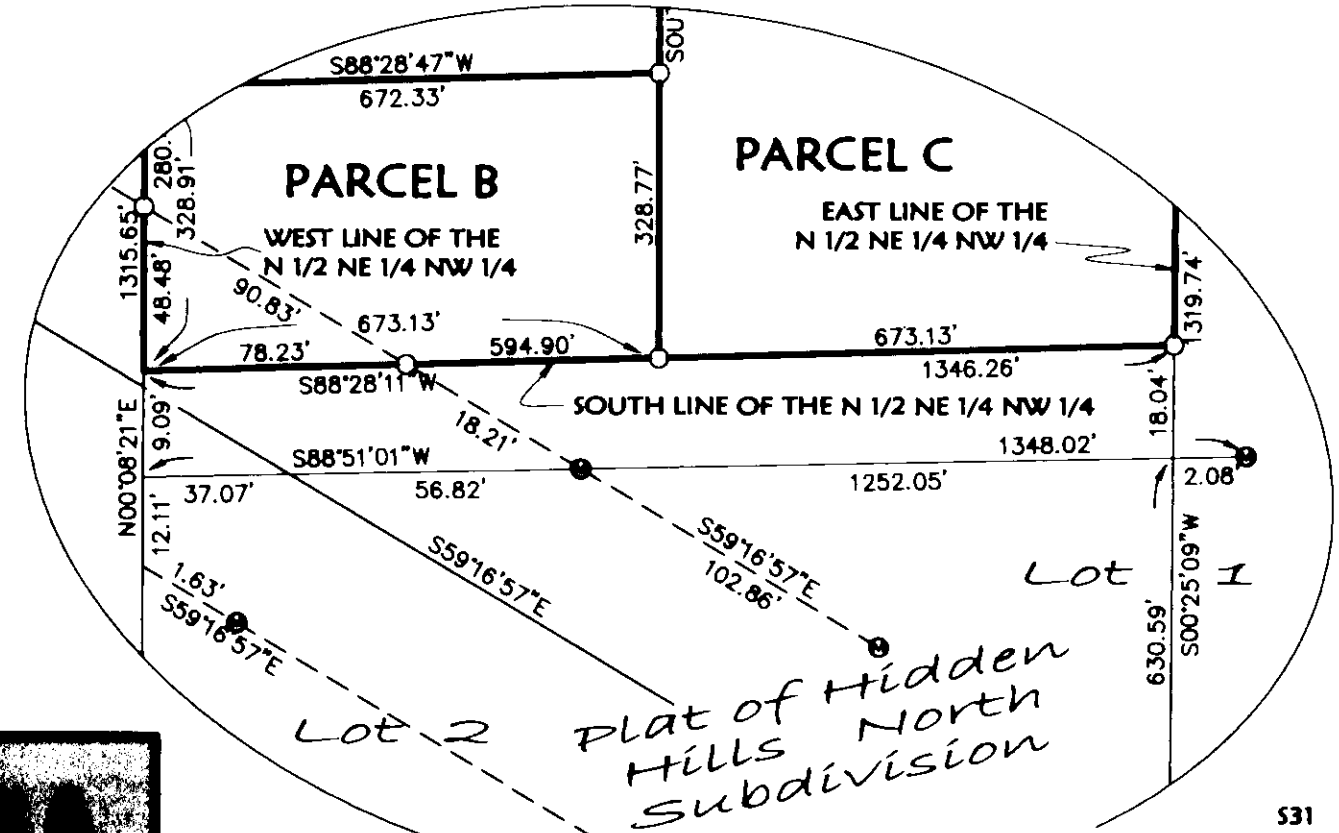 S88°28'47"W
672.33'
SOU
PARCEL B
PARCEL C
280.
328.91'
1315.65'
48.48'
WEST LINE OF THE
N 1/2 NE 1/4 NW 1/4
EAST LINE OF THE
N 1/2 NE 1/4 NW 1/4
328.77'
1319.74'
90.83'
673.13'
78.23'
594.90'
S88°28'11"W
673.13'
1346.26'
SOUTH LINE OF THE N 1/2 NE 1/4 NW 1/4
18.04'
N00°08'21"E
9.09'
18.21'
S88°51'01"W
1348.02'
37.07'
56.82'
1252.05'
2.08'
12.11'
S59°16'57"E
S59°16'57"E
102.86'
Lot 1
1.63'
S59°16'57"E
630.59'
S00°25'09"W
Lot 2
Plat of Hidden
Hills North
Subdivision
S31